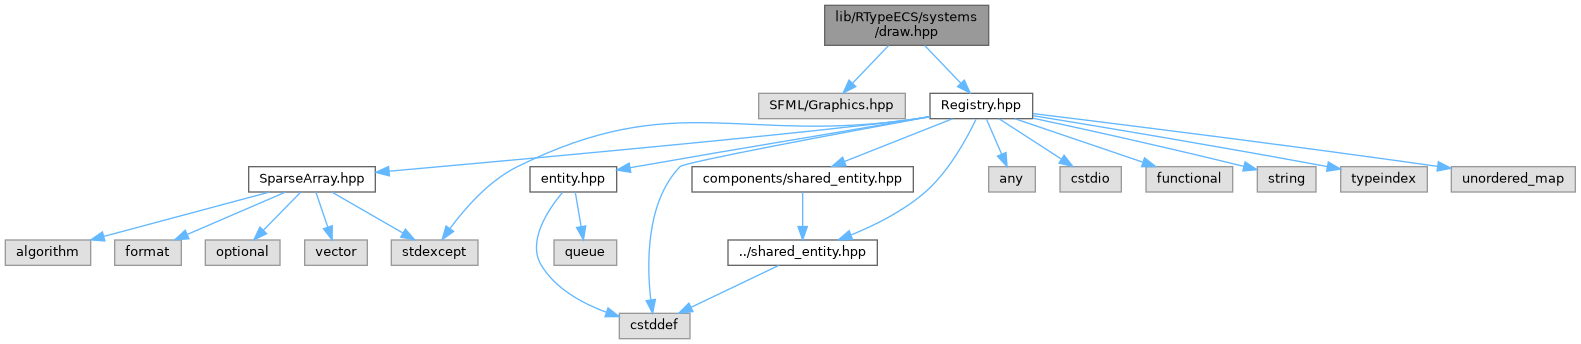 lib/RTypeECS/systems
/draw.hpp
SFML/Graphics.hpp
Registry.hpp
SparseArray.hpp
entity.hpp
components/shared_entity.hpp
any
cstdio
functional
string
typeindex
unordered_map
algorithm
format
optional
vector
stdexcept
queue
../shared_entity.hpp
cstddef